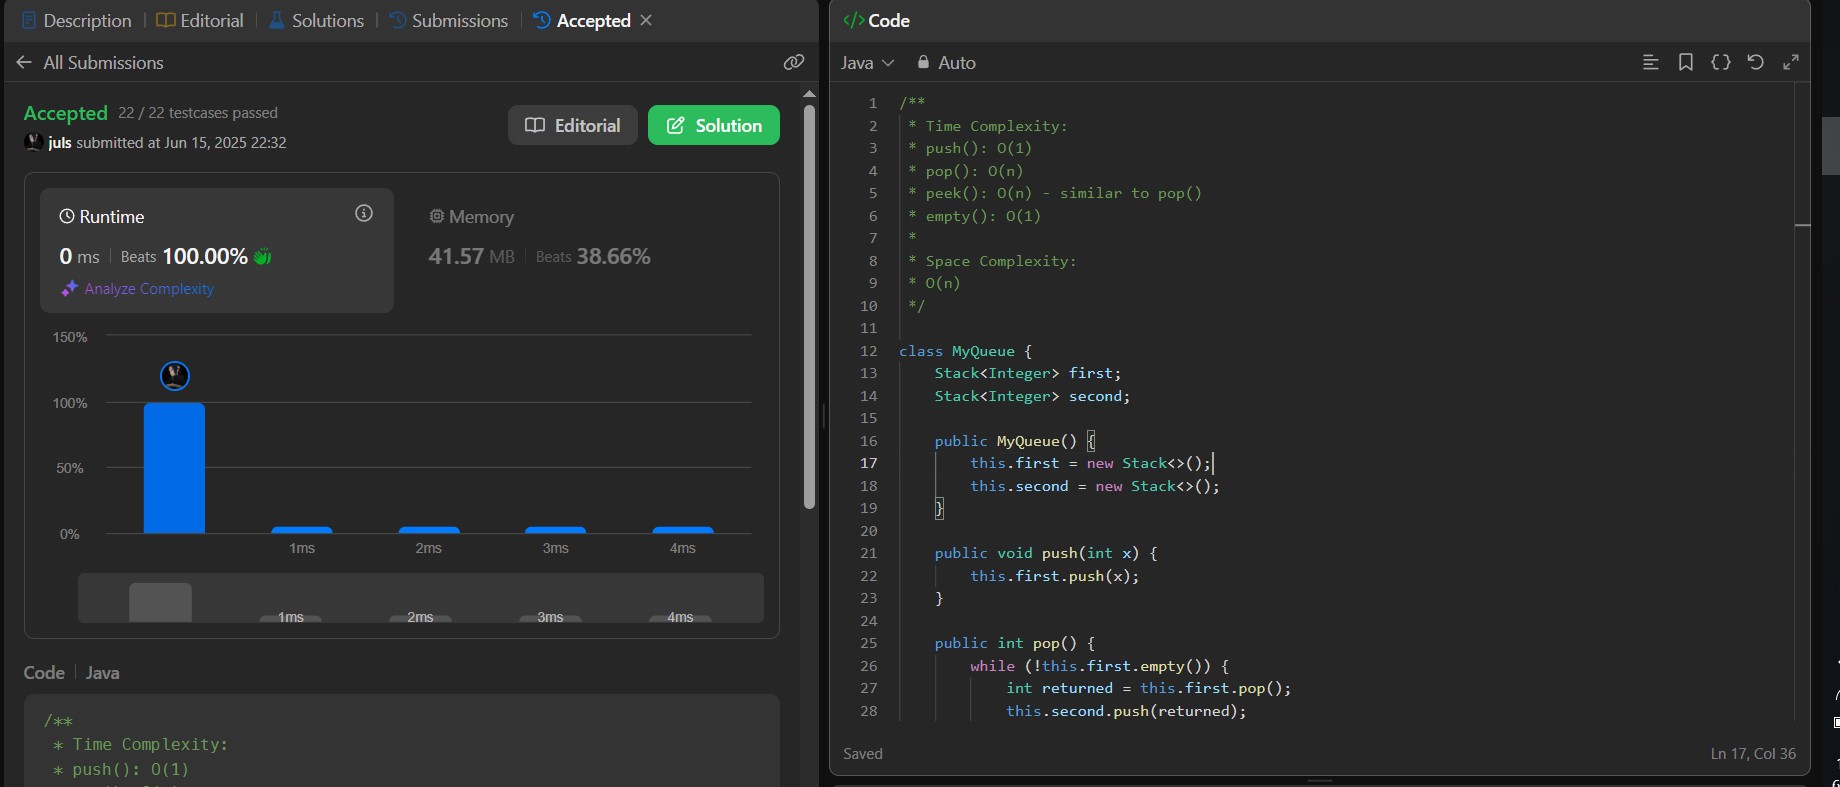 Description | Editorial | Solutions | Submissions | Accepted
All Submissions
Accepted 22 / 22 testcases passed
juls submitted at Jun 15, 2025 22:32
Editorial
Solution
Runtime
0 ms | Beats 100.00%
Analyze Complexity
Memory
41.57 MB | Beats 38.66%
150%
100%
50%
0%
1ms 2ms 3ms 4ms
1ms 2ms 3ms 4ms
Code | Java
/**
* Time Complexity:
* push(): O(1)
</> Code
Java Auto
1 /**
2 * Time Complexity:
3 * push(): O(1)
4 * pop(): O(n)
5 * peek(): O(n) - similar to pop()
6 * empty(): O(1)
7 *
8 * Space Complexity:
9 * O(n)
10 */
11
12 class MyQueue {
13 Stack<Integer> first;
14 Stack<Integer> second;
15
16 public MyQueue() {
17 this.first = new Stack<>();
18 this.second = new Stack<>();
19 }
20
21 public void push(int x) {
22 this.first.push(x);
23 }
24
25 public int pop() {
26 while (!this.first.empty()) {
27 int returned = this.first.pop();
28 this.second.push(returned);
Saved
Ln 17, Col 36